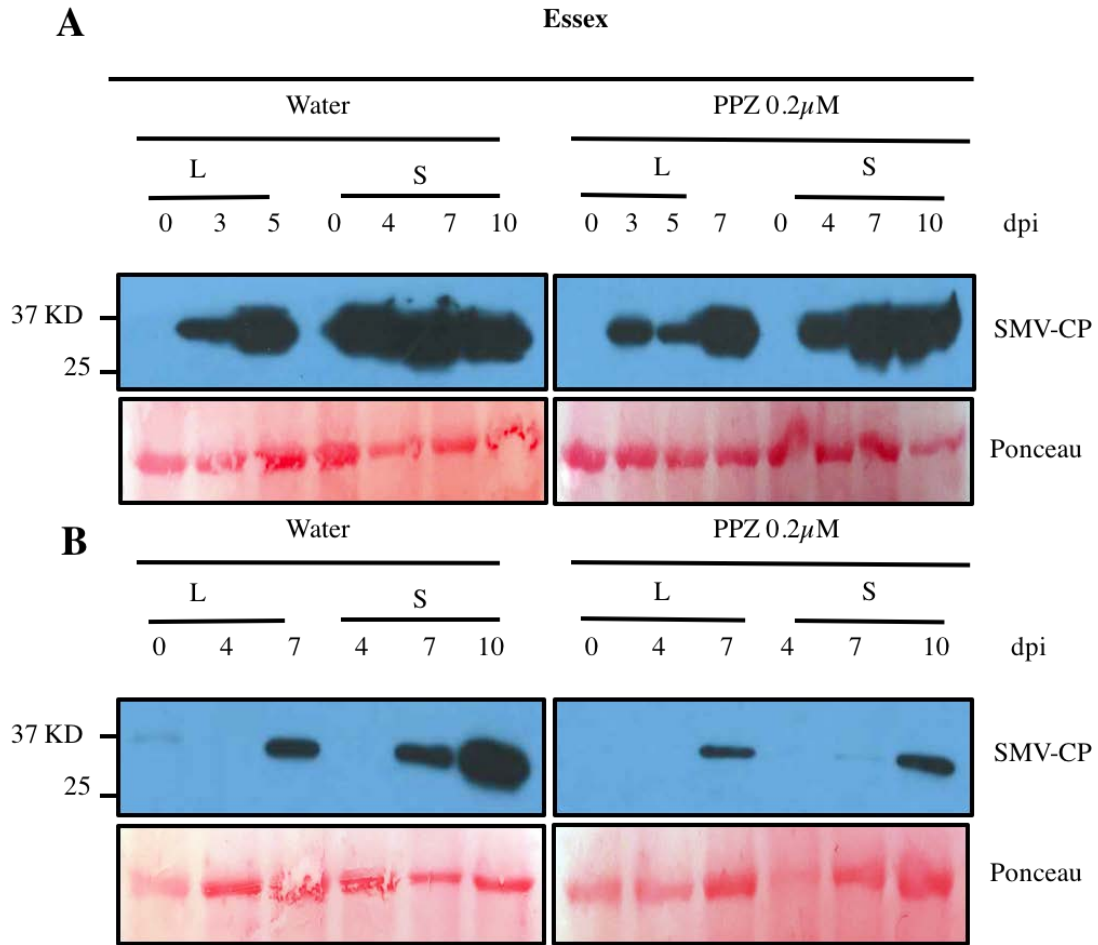 A
Essex
Water PPZ 0.2µM
L S L S
0 3 5 0 4 7 10 0 3 5 7 0 4 7 10 dpi
37 KD
25
SMV-CP
Ponceau
B
Water PPZ 0.2µM
L S L S
0 4 7 4 7 10 0 4 7 4 7 10 dpi
37 KD
25
SMV-CP
Ponceau